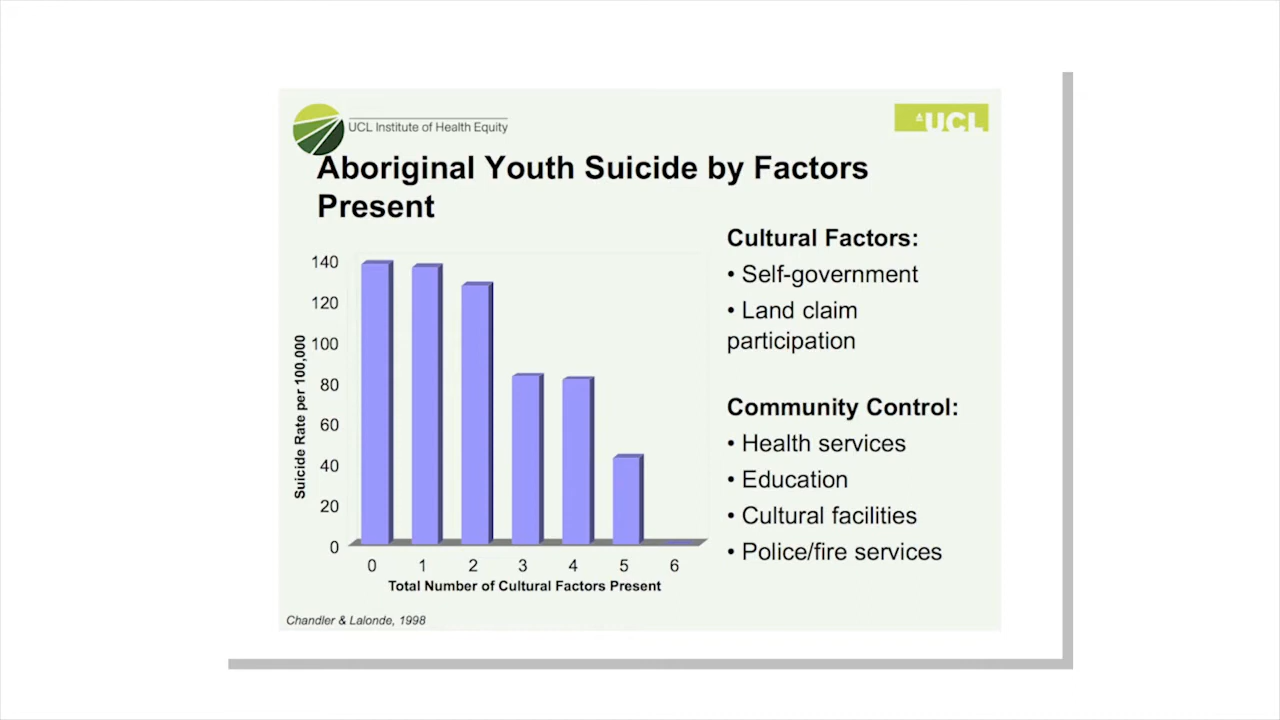 UCL Institute of Health Equity
UCL
Aboriginal Youth Suicide by Factors
Present
Suicide Rate per 100,000
140
120
100
80
60
40
20
0
0 1 2 3 4 5 6
Total Number of Cultural Factors Present
Cultural Factors:
• Self-government
• Land claim
participation
Community Control:
• Health services
• Education
• Cultural facilities
• Police/fire services
Chandler & Lalonde, 1998